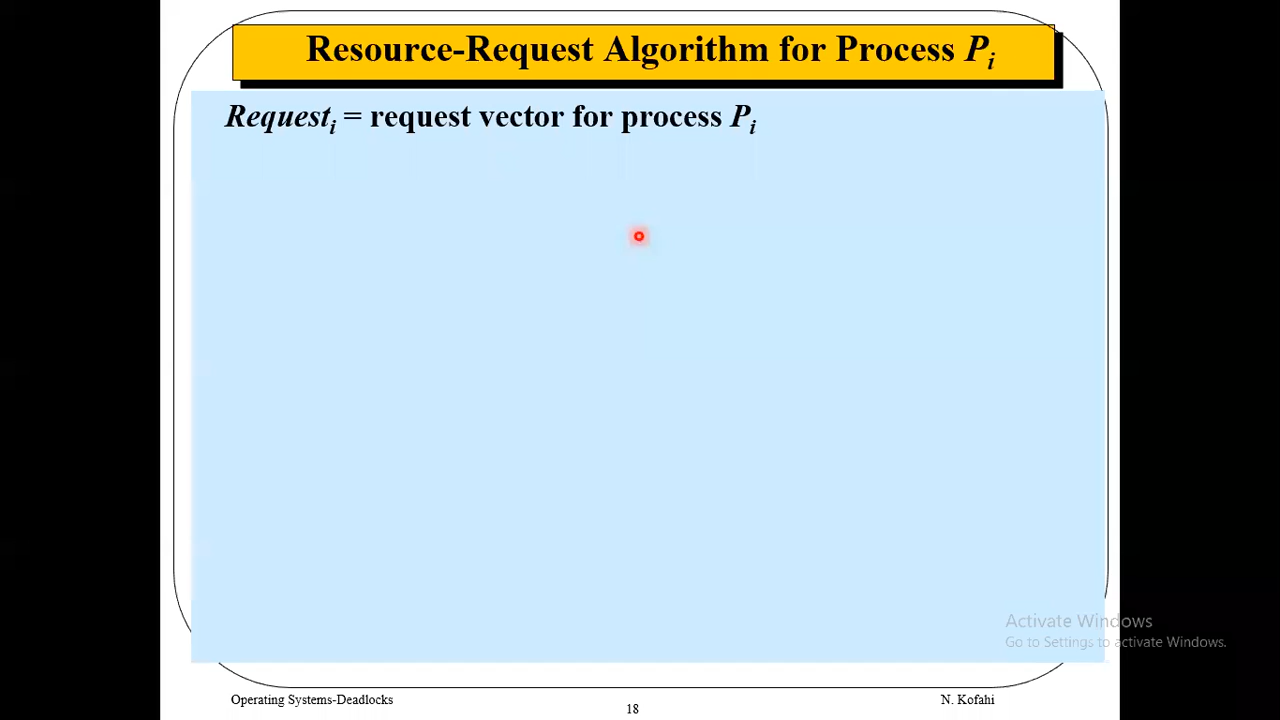 Resource-Request Algorithm for Process Pi
Requesti = request vector for process Pi
Activate Windows
Go to Settings to activate Windows.
Operating Systems-Deadlocks
18
N. Kofahi